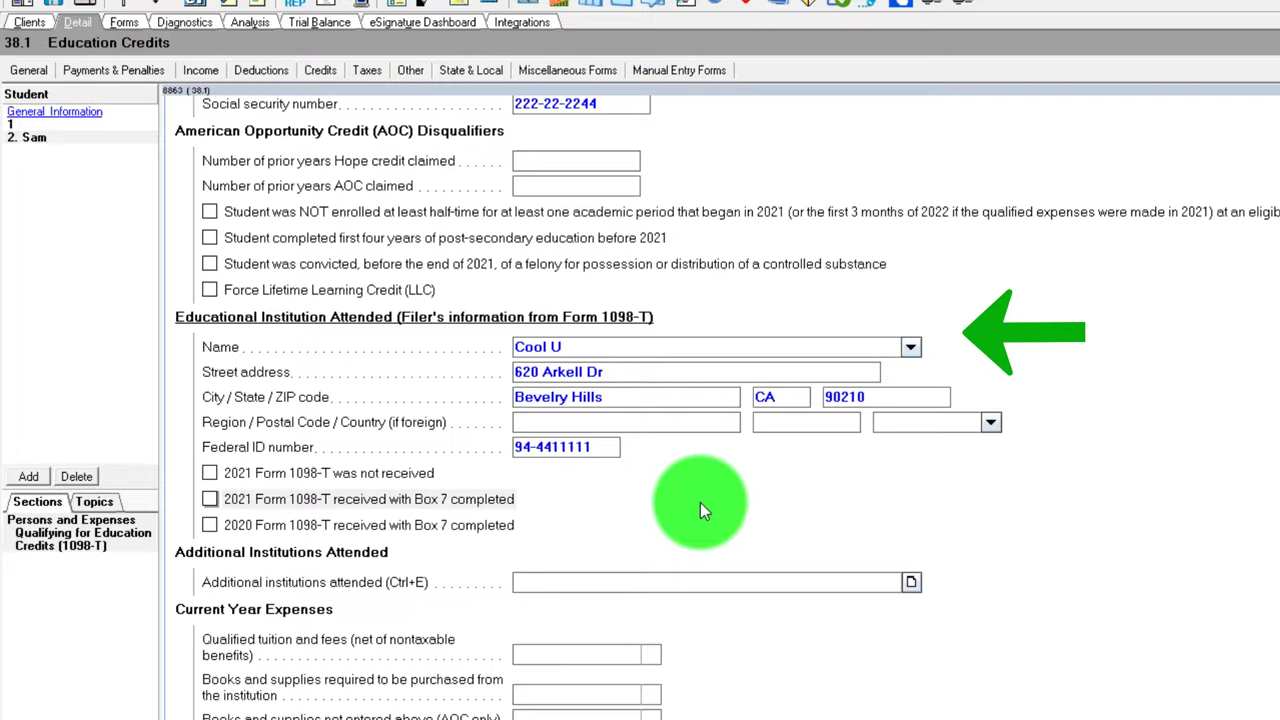 REP
Clients Detail Forms Diagnostics Analysis Trial Balance eSignature Dashboard Integrations
38.1 Education Credits
General Payments & Penalties Income Deductions Credits Taxes Other State & Local Miscellaneous Forms Manual Entry Forms
Student
8863 ( 38.1)
General Information
1
2. Sam
Add Delete
Sections Topics
Persons and Expenses
Qualifying for Education
Credits (1098-T)
Social security number 222-22-2244
American Opportunity Credit (AOC) Disqualifiers
Number of prior years Hope credit claimed
Number of prior years AOC claimed
Student was NOT enrolled at least half-time for at least one academic period that began in 2021 (or the first 3 months of 2022 if the qualified expenses were made in 2021) at an eligib
Student completed first four years of post-secondary education before 2021
Student was convicted, before the end of 2021, of a felony for possession or distribution of a controlled substance
Force Lifetime Learning Credit (LLC)
Educational Institution Attended (Filer's information from Form 1098-T)
Name Cool U
Street address. 620 Arkell Dr
City / State / ZIP code. Bevelry Hills CA 90210
Region / Postal Code / Country (if foreign)
Federal ID number. 94-4411111
2021 Form 1098-T was not received
2021 Form 1098-T received with Box 7 completed
2020 Form 1098-T received with Box 7 completed
Additional Institutions Attended
Additional institutions attended (Ctrl+E)
Current Year Expenses
Qualified tuition and fees (net of nontaxable
benefits)
Books and supplies required to be purchased from
the institution
Books and supplies not entered above (AOC only)